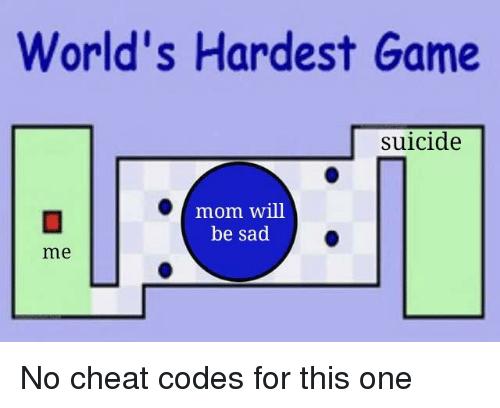 World's Hardest Game
suicide
mom will
be sad
me
No cheat codes for this one